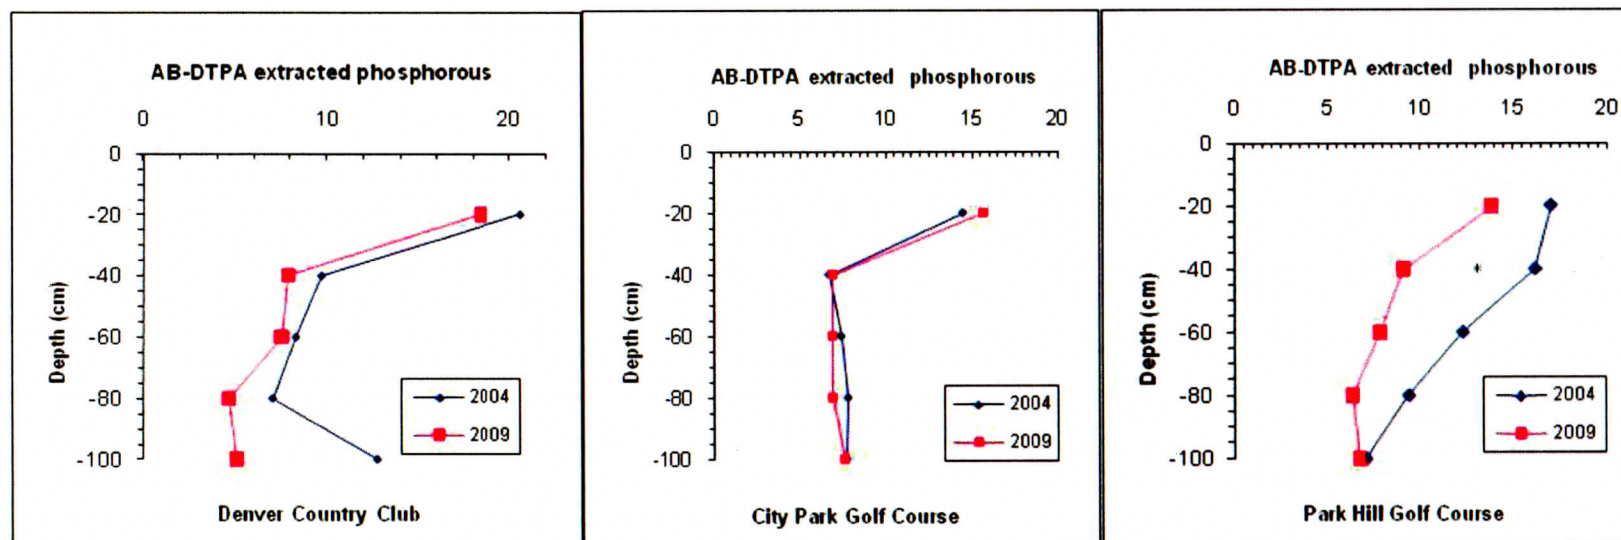 AB-DTPA extracted phosphorous
0 10 20
0
-20
-40
-60
-80
-100
Depth (cm)
2004
2009
Denver Country Club
AB-DTPA extracted phosphorous
0 5 10 15 20
0
-20
-40
-60
-80
-100
Depth (cm)
2004
2009
City Park Golf Course
AB-DTPA extracted phosphorous
0 5 10 15 20
0
-20
-40
*
-60
-80
-100
Depth (cm)
2004
2009
Park Hill Golf Course